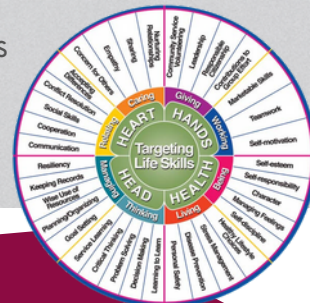 s
Targeting
Life Skills
HEART
HANDS
HEALTH
HEAD
Caring
Giving
Working
Being
Living
Thinking
Managing
Relating
Nurturing
Relationships
Sharing
Empathy
Concern for Others
Accepting
Differences
Conflict Resolution
Social Skills
Cooperation
Communication
Community Service
Volunteering
Leadership
Responsible
Citizenship
Contributions to
Group Effort
Marketable Skills
Teamwork
Self-motivation
Self-esteem
Self-responsibility
Character
Managing Feelings
Self-discipline
Healthy Lifestyle
Choices
Stress Management
Disease Prevention
Personal Safety
Learning to Learn
Decision Making
Problem Solving
Critical Thinking
Service Learning
Goal Setting
Planning/Organizing
Wise Use of
Resources
Keeping Records
Resiliency